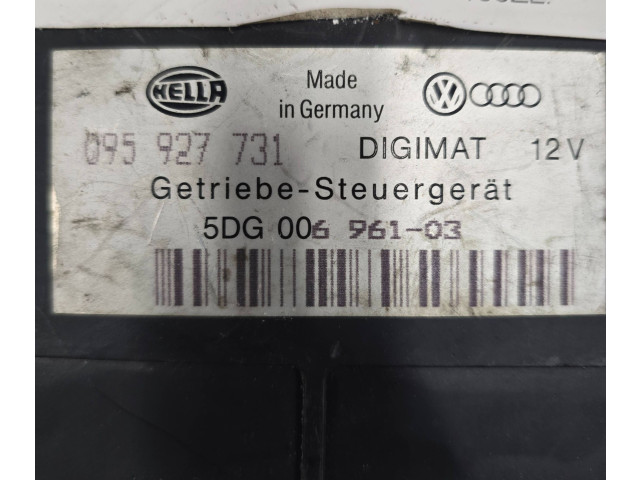 HELLA
Made
in Germany
095 927 731 DIGIMAT 12 V
Getriebe-Steuergerät
5DG 006 961-03